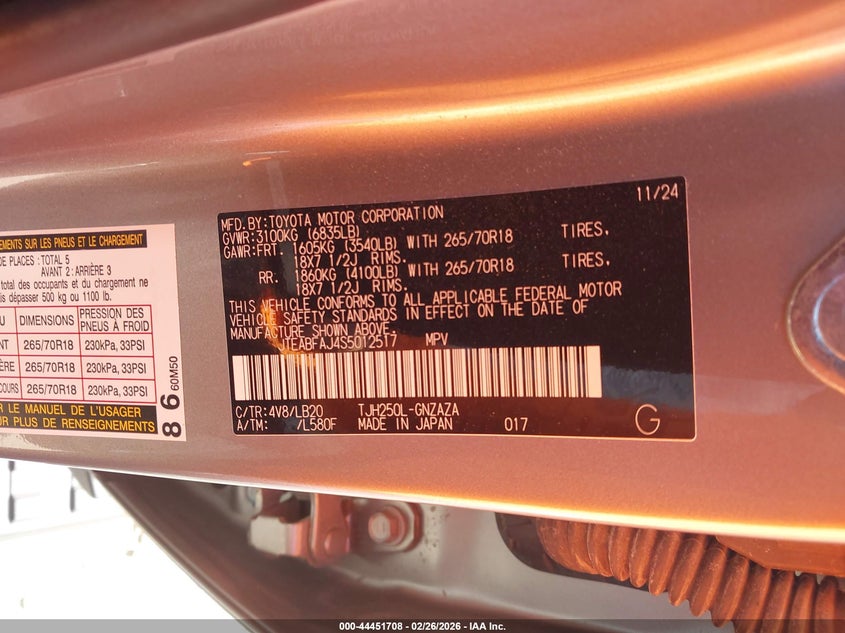 EMENTS SUR LES PNEUS ET LE CHARGEMENT
DE PLACES : TOTAL 5
AVANT 2 : ARRIÈRE 3
total des occupants et du chargement ne
is dépasser 500 kg ou 1100 lb.
U DIMENSIONS PRESSION DES PNEUS À FROID
NT 265/70R18 230kPa, 33PSI
ÈRE 265/70R18 230kPa, 33PSI
COURS 265/70R18 230kPa, 33PSI
R LE MANUEL DE L'USAGER
UR PLUS DE RENSEIGNEMENTS
8 6 60M50
11/24
MFD.BY:TOYOTA MOTOR CORPORATION
GVWR:3100KG (6835LB)
GAWR:FRT. 1605KG (3540LB) WITH 265/70R18 TIRES.
18X7 1/2J RIMS.
RR. 1860KG (4100LB) WITH 265/70R18 TIRES.
18X7 1/2J RIMS.
THIS VEHICLE CONFORMS TO ALL APPLICABLE FEDERAL MOTOR
VEHICLE SAFETY STANDARDS IN EFFECT ON THE DATE OF
MANUFACTURE SHOWN ABOVE.
JTEABFAJ4S5012517 MPV
C/TR:4V8/LB20 TJH250L-GNZAZA
A/TM: /L580F MADE IN JAPAN 017
G
000-44451708 - 02/26/2026 - IAA Inc.